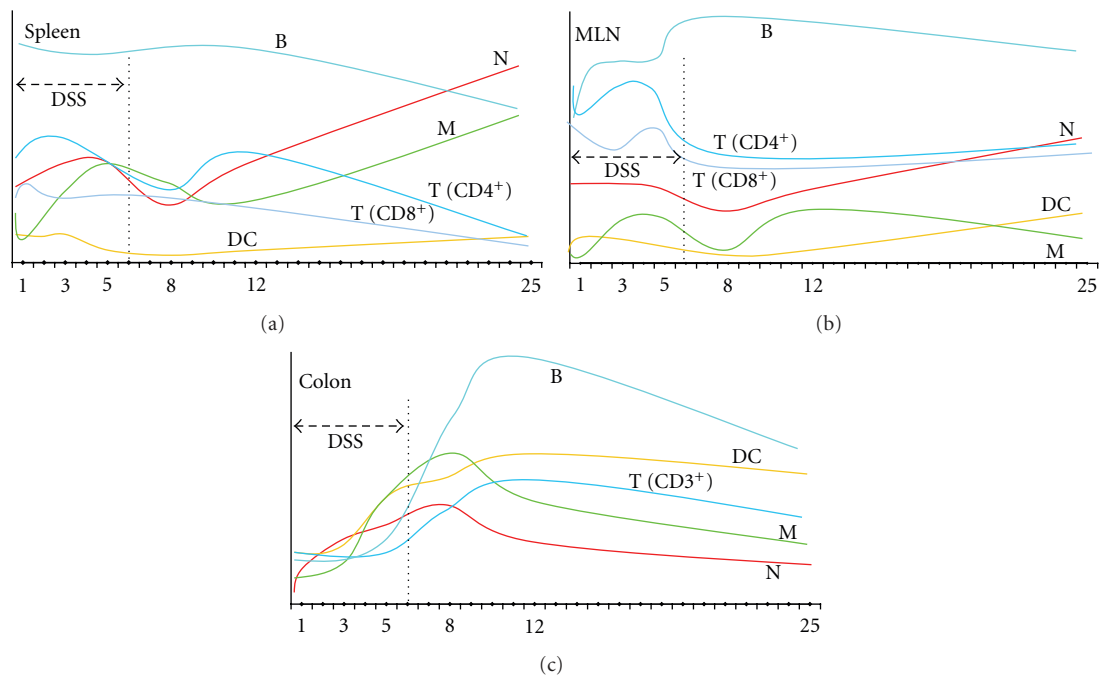 Spleen
B
N
DSS
M
T (CD4⁺)
T (CD8⁺)
DC
1 3 5 8 12 25
(a)
MLN
B
N
T (CD4⁺)
DSS
T (CD8⁺)
DC
M
1 3 5 8 12 25
(b)
Colon
B
DSS
DC
T (CD3⁺)
M
N
1 3 5 8 12 25
(c)